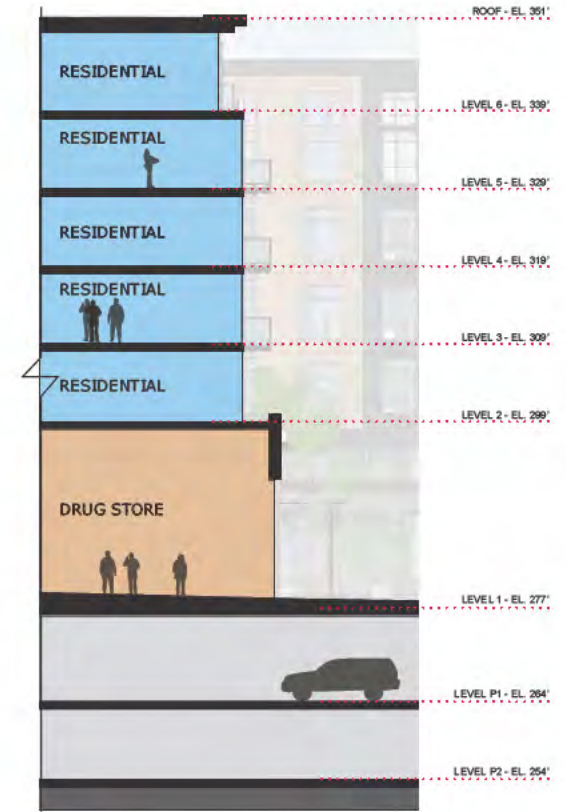 ROOF - EL. 351'
RESIDENTIAL
LEVEL 6 - EL. 339'
RESIDENTIAL
LEVEL 5 - EL. 329'
RESIDENTIAL
LEVEL 4 - EL. 319'
RESIDENTIAL
LEVEL 3 - EL. 309'
RESIDENTIAL
LEVEL 2 - EL. 299'
DRUG STORE
LEVEL 1 - EL. 277'
LEVEL P1 - EL. 264'
LEVEL P2 - EL. 254'